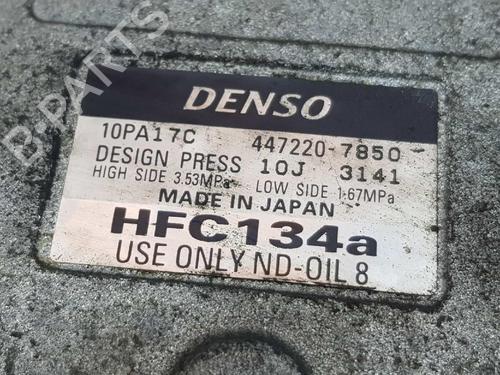 B-PARTS
DENSO
10PA17C 447220-7850
DESIGN PRESS 10J 3141
HIGH SIDE 3.53MPa LOW SIDE 1.67MPa
MADE IN JAPAN
HFC134a
USE ONLY ND-OIL 8